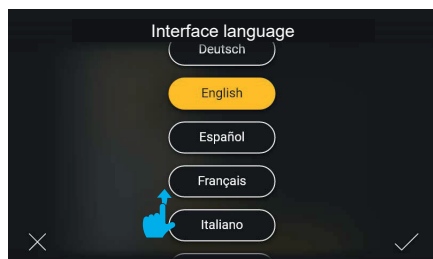 Interface language
Deutsch
English
Español
Français
Italiano